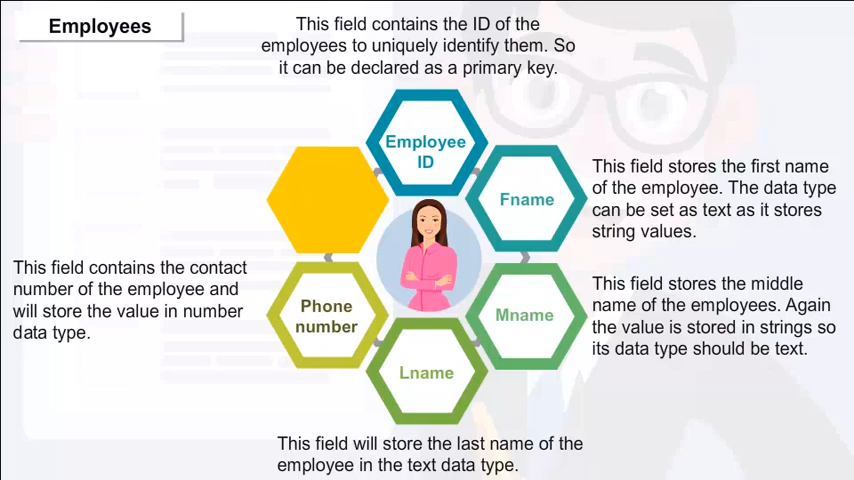 Employees
This field contains the ID of the
employees to uniquely identify them. So
it can be declared as a primary key.
Employee
ID
Fname
This field stores the first name
of the employee. The data type
can be set as text as it stores
string values.
Mname
This field stores the middle
name of the employees. Again
the value is stored in strings so
its data type should be text.
Lname
This field will store the last name of the
employee in the text data type.
Phone
number
This field contains the contact
number of the employee and
will store the value in number
data type.